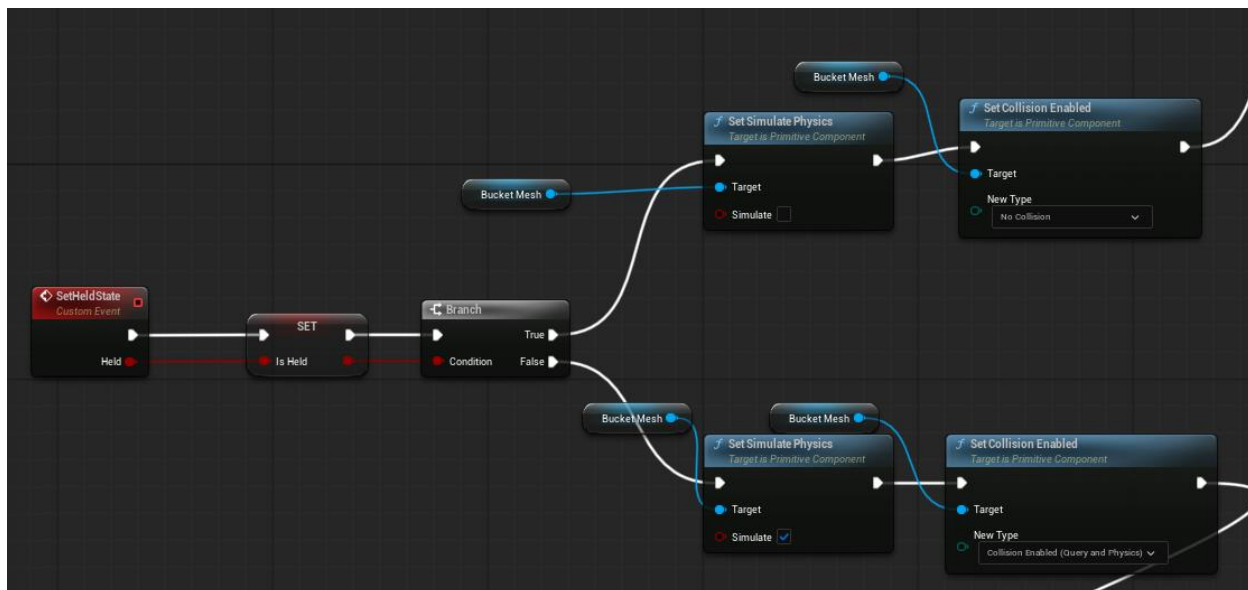 Bucket Mesh
Set Simulate Physics
Target is Primitive Component
Target
Simulate
Set Collision Enabled
Target is Primitive Component
Target
New Type
No Collision
Bucket Mesh
SetHeldState
Custom Event
Held
SET
Is Held
Branch
True
Condition
False
Bucket Mesh
Bucket Mesh
Set Simulate Physics
Target is Primitive Component
Target
Simulate
Set Collision Enabled
Target is Primitive Component
Target
New Type
Collision Enabled (Query and Physics)